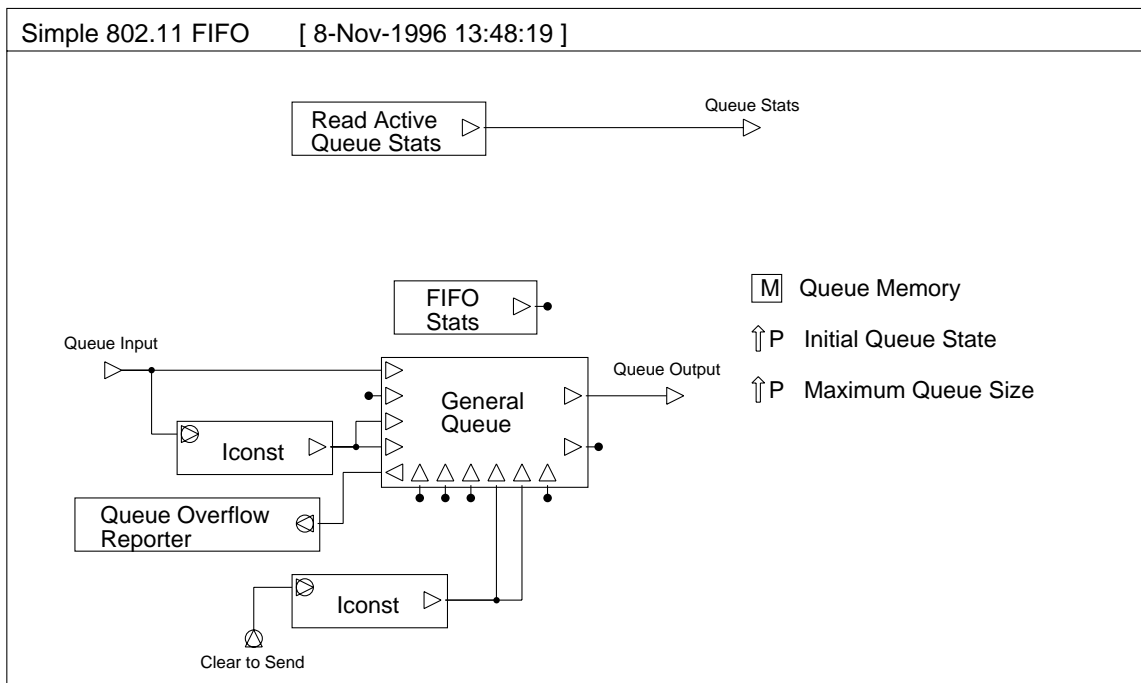 Simple 802.11 FIFO [ 8-Nov-1996 13:48:19 ]
Queue Stats
Read Active
Queue Stats
FIFO
Stats
M Queue Memory
⇑P Initial Queue State
⇑P Maximum Queue Size
Queue Input
Queue Output
General
Queue
Iconst
Queue Overflow
Reporter
Iconst
Clear to Send